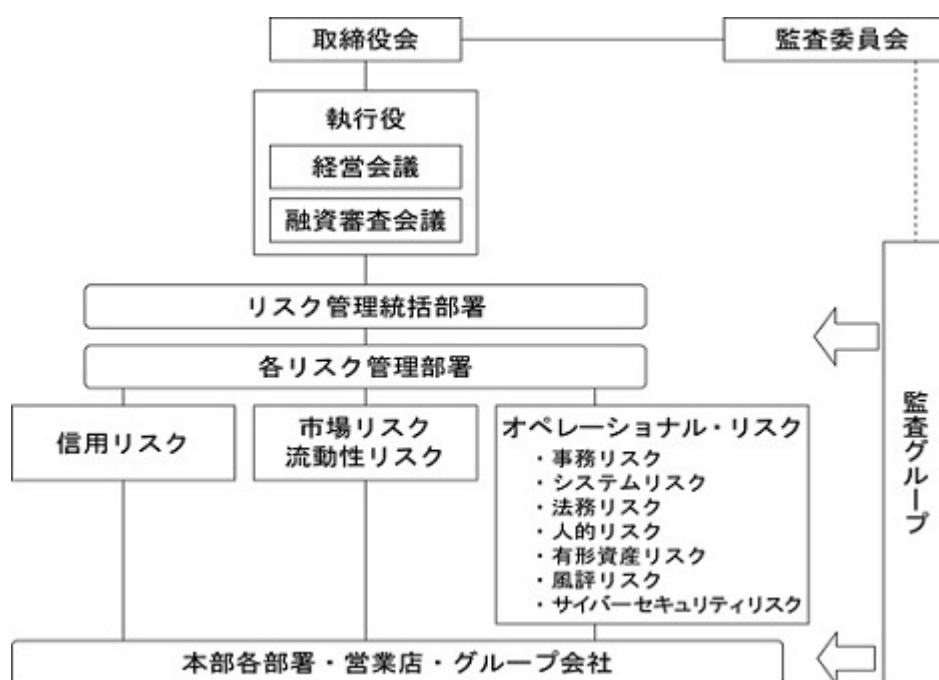 取締役会
監査委員会
執行役
経営会議
融資審査会議
リスク管理統括部署
各リスク管理部署
信用リスク
市場リスク
流動性リスク
オペレーショナル・リスク
・事務リスク
・システムリスク
・法務リスク
・人的リスク
・有形資産リスク
・風評リスク
・サイバーセキュリティリスク
監査グループ
本部各部署・営業店・グループ会社